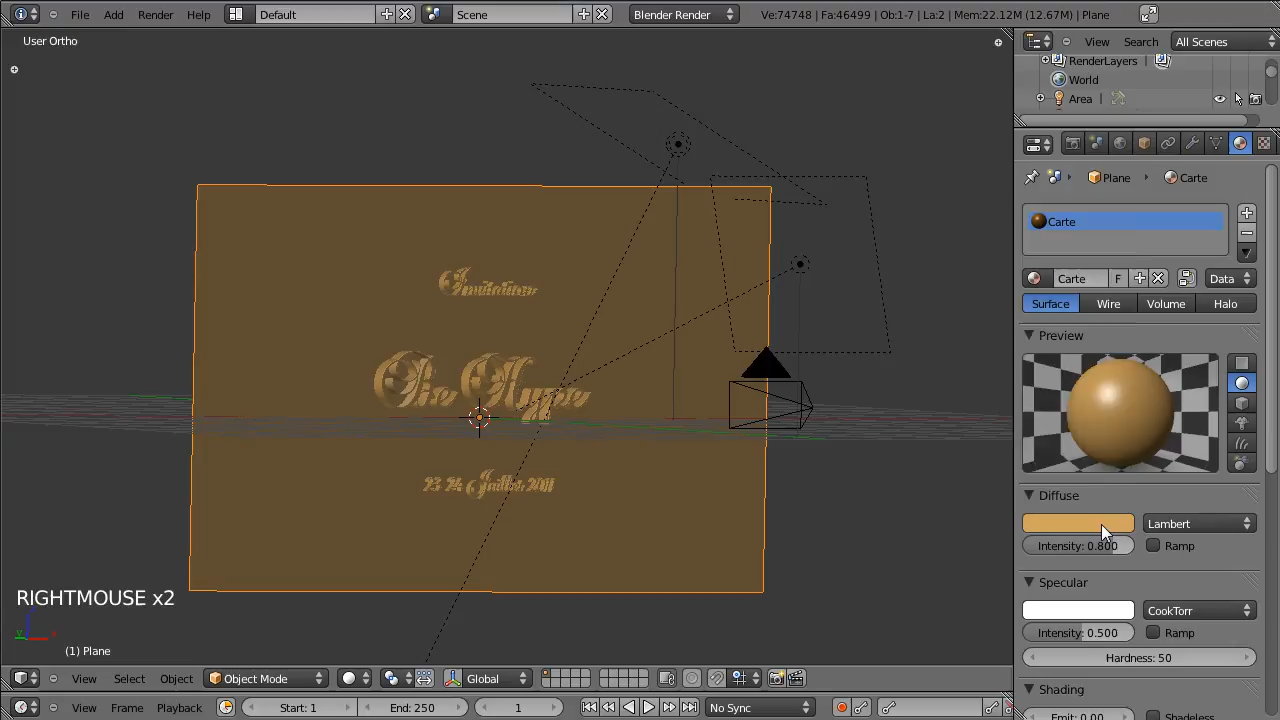 File Add Render Help Default Scene Blender Render Ve:74748 | Fa:46499 | Ob:1-7 | La:2 | Mem:22.12M (12.67M) | Plane
User Ortho
View Search All Scenes
RenderLayers |
World
Area |
Plane Carte
Carte
Carte F Data
Surface Wire Volume Halo
Preview
Invitation
Diffuse
Lambert
Intensity: 0.800 Ramp
23 24 Juillet 2011
Specular
CookTorr
Intensity: 0.500 Ramp
Hardness: 50
RIGHTMOUSE x2
(1) Plane
Shading
Emit: 0.00 Shadeless
View Select Object Object Mode Global
View Frame Playback Start: 1 End: 250 1 No Sync